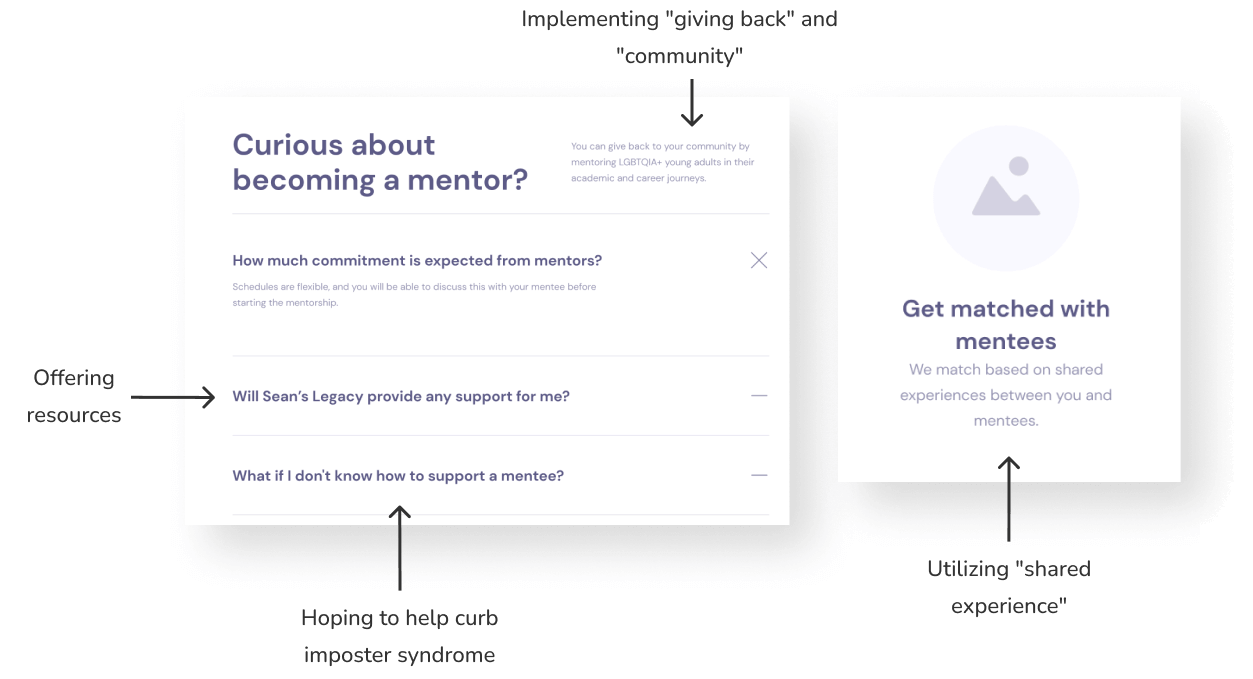 Implementing "giving back" and
"community"
Curious about
becoming a mentor?
You can give back to your community by
mentoring LGBTQIA+ young adults in their
academic and career journeys.
How much commitment is expected from mentors?
Schedules are flexible, and you will be able to discuss this with your mentee before
starting the mentorship.
Offering
resources
Will Sean’s Legacy provide any support for me?
What if I don't know how to support a mentee?
Hoping to help curb
imposter syndrome
Get matched with
mentees
We match based on shared
experiences between you and
mentees.
Utilizing "shared
experience"